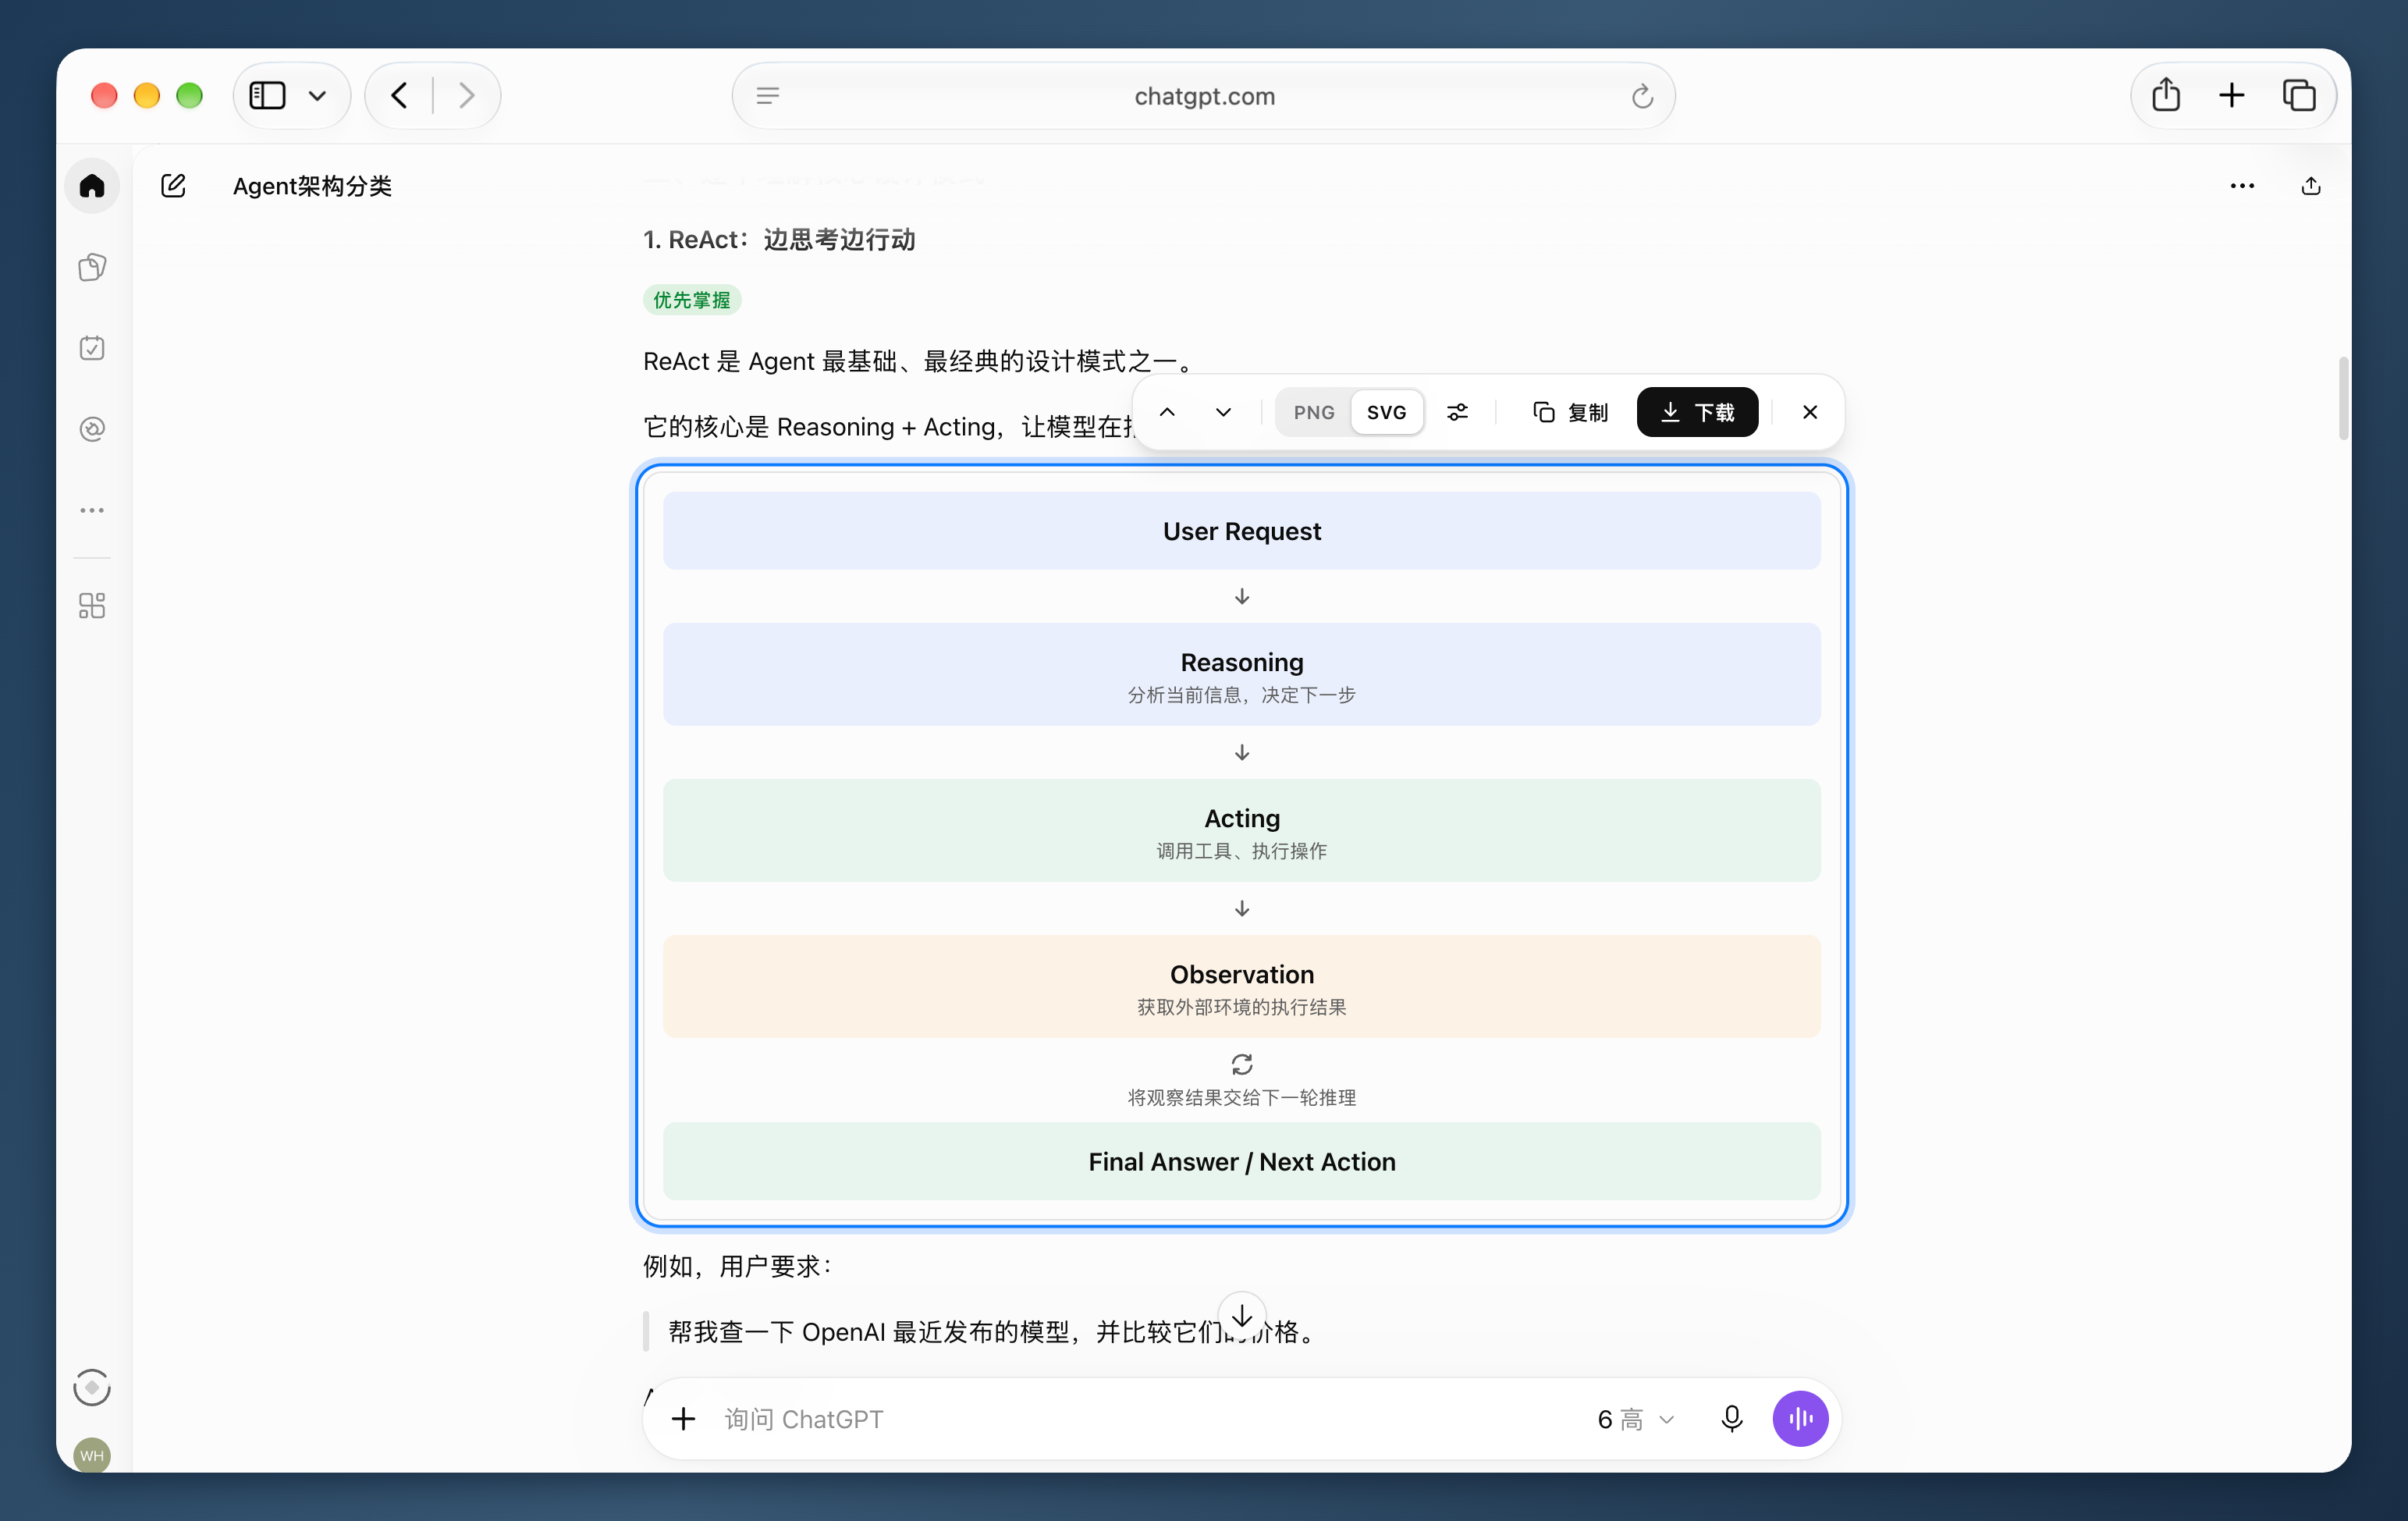 chatgpt.com
Agent架构分类
1. ReAct：边思考边行动
优先掌握
ReAct 是 Agent 最基础、最经典的设计模式之一。
它的核心是 Reasoning + Acting，让模型在
PNG SVG 复制 下载
User Request
Reasoning
分析当前信息，决定下一步
Acting
调用工具、执行操作
Observation
获取外部环境的执行结果
将观察结果交给下一轮推理
Final Answer / Next Action
例如，用户要求：
帮我查一下 OpenAI 最近发布的模型，并比较它们的价格。
询问 ChatGPT
6 高
WH